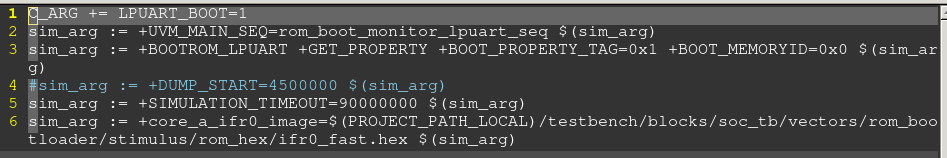 1 C_ARG += LPUART_BOOT=1
2 sim_arg := +UVM_MAIN_SEQ=rom_boot_monitor_lpuart_seq $(sim_arg)
3 sim_arg := +BOOTROM_LPUART +GET_PROPERTY +BOOT_PROPERTY_TAG=0x1 +BOOT_MEMORYID=0x0 $(sim_ar
g)
4 #sim_arg := +DUMP_START=4500000 $(sim_arg)
5 sim_arg := +SIMULATION_TIMEOUT=90000000 $(sim_arg)
6 sim_arg := +core_a_ifr0_image=$(PROJECT_PATH_LOCAL)/testbench/blocks/soc_tb/vectors/rom_boo
tloader/stimulus/rom_hex/ifr0_fast.hex $(sim_arg)